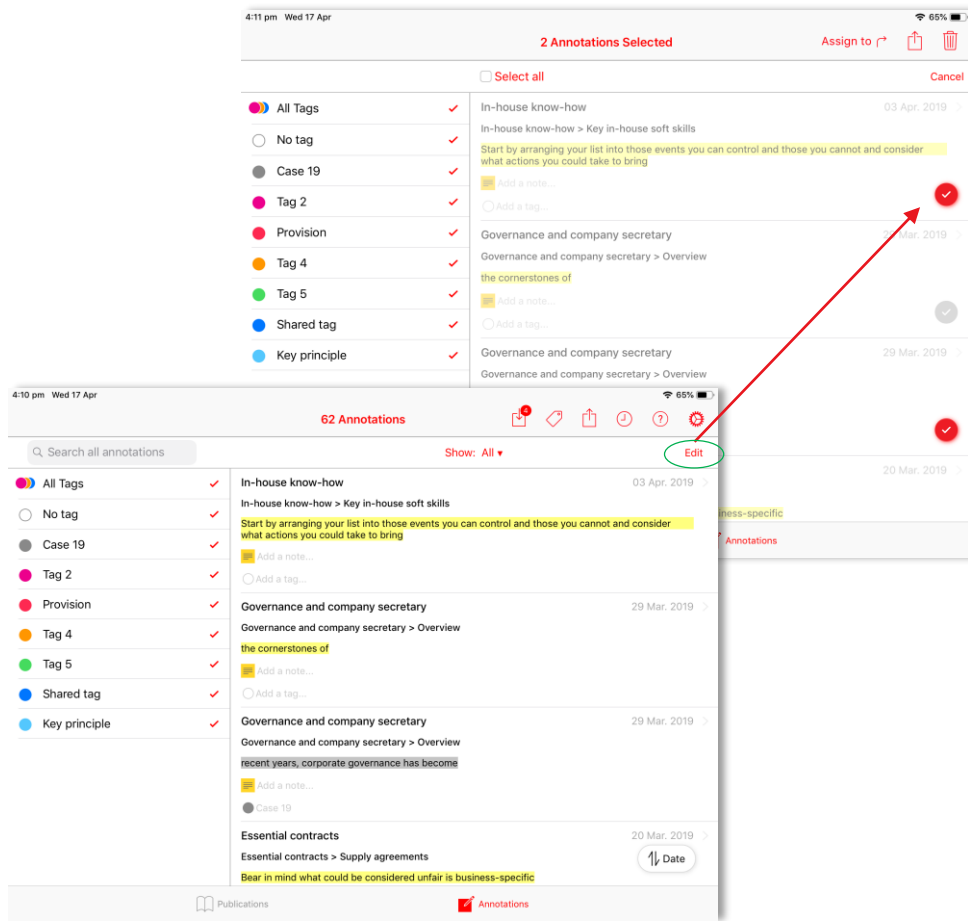 4:11 pm Wed 17 Apr
65%
2 Annotations Selected
Assign to
Select all
Cancel
All Tags
No tag
Case 19
Tag 2
Provision
Tag 4
Tag 5
Shared tag
Key principle
In-house know-how
03 Apr. 2019
In-house know-how > Key in-house soft skills
Start by arranging your list into those events you can control and those you cannot and consider
what actions you could take to bring
Add a note...
Add a tag...
Governance and company secretary
29 Mar. 2019
Governance and company secretary > Overview
the cornerstones of
Add a note...
Add a tag...
Governance and company secretary
29 Mar. 2019
Governance and company secretary > Overview
20 Mar. 2019
business-specific
Annotations
4:10 pm Wed 17 Apr
65%
62 Annotations
4
?
Search all annotations
Show: All
Edit
All Tags
No tag
Case 19
Tag 2
Provision
Tag 4
Tag 5
Shared tag
Key principle
In-house know-how
03 Apr. 2019
In-house know-how > Key in-house soft skills
Start by arranging your list into those events you can control and those you cannot and consider
what actions you could take to bring
Add a note...
Add a tag...
Governance and company secretary
29 Mar. 2019
Governance and company secretary > Overview
the cornerstones of
Add a note...
Add a tag...
Governance and company secretary
29 Mar. 2019
Governance and company secretary > Overview
recent years, corporate governance has become
Add a note...
Case 19
Essential contracts
20 Mar. 2019
Essential contracts > Supply agreements
Date
Bear in mind what could be considered unfair is business-specific
Publications
Annotations